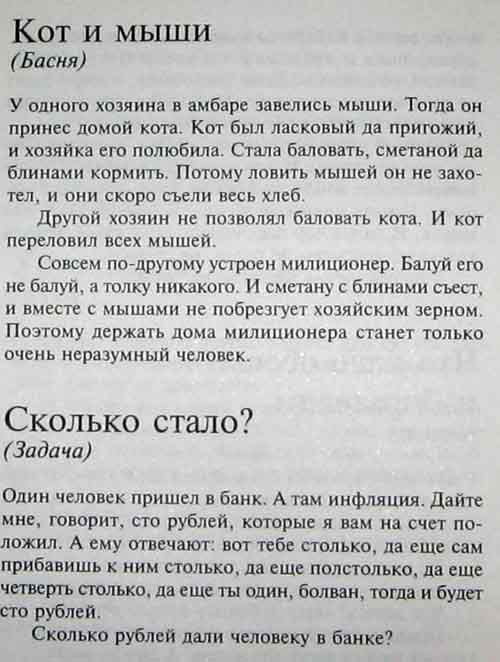 Кот и мыши
(Басня)
У одного хозяина в амбаре завелись мыши. Тогда он
принес домой кота. Кот был ласковый да пригожий,
и хозяйка его полюбила. Стала баловать, сметаной да
блинами кормить. Потому ловить мышей он не захо-
тел, и они скоро съели весь хлеб.
Другой хозяин не позволял баловать кота. И кот
переловил всех мышей.
Совсем по-другому устроен милиционер. Балуй его
не балуй, а толку никакого. И сметану с блинами съест,
и вместе с мышами не побрезгует хозяйским зерном.
Поэтому держать дома милиционера станет только
очень неразумный человек.
Сколько стало?
(Задача)
Один человек пришел в банк. А там инфляция. Дайте
мне, говорит, сто рублей, которые я вам на счет по-
ложил. А ему отвечают: вот тебе столько, да еще сам
прибавишь к ним столько, да еще полстолько, да еще
четверть столько, да еще ты один, болван, тогда и будет
сто рублей.
Сколько рублей дали человеку в банке?